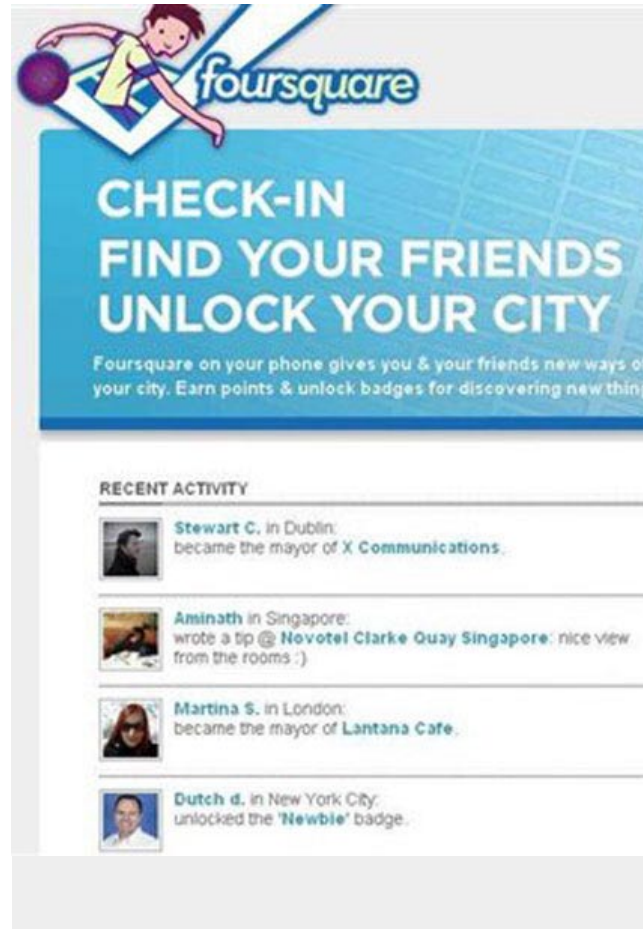 foursquare
CHECK-IN
FIND YOUR FRIENDS
UNLOCK YOUR CITY
Foursquare on your phone gives you & your friends new ways
your city. Earn points & unlock badges for discovering new
RECENT ACTIVITY
Stewart C. in Dublin:
became the mayor of X Communications.
Aminath in Singapore:
wrote a tip @ Novotel Clarke Quay Singapore: nice view
from the rooms :)
Martina S. in London:
became the mayor of Lantana Cafe.
Dutch d. in New York City:
unlocked the 'Newbie' badge.